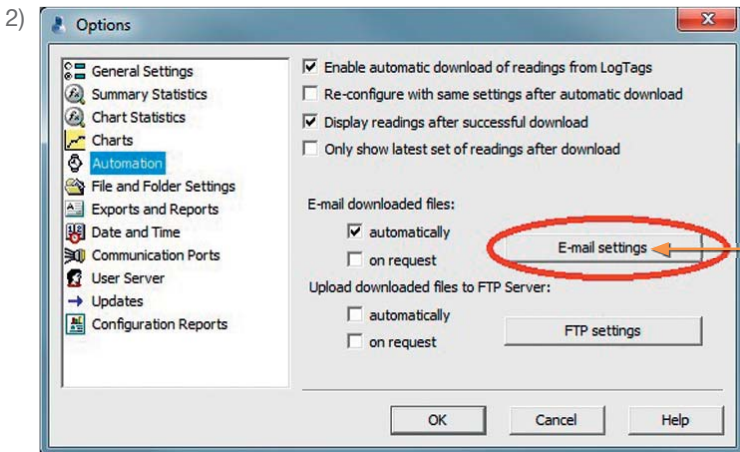 2)
Options
General Settings
Summary Statistics
Chart Statistics
Charts
Automation
File and Folder Settings
Exports and Reports
Date and Time
Communication Ports
User Server
Updates
Configuration Reports
Enable automatic download of readings from LogTags
Re-configure with same settings after automatic download
Display readings after successful download
Only show latest set of readings after download
E-mail downloaded files:
automatically
on request
E-mail settings
Upload downloaded files to FTP Server:
automatically
on request
FTP settings
OK
Cancel
Help